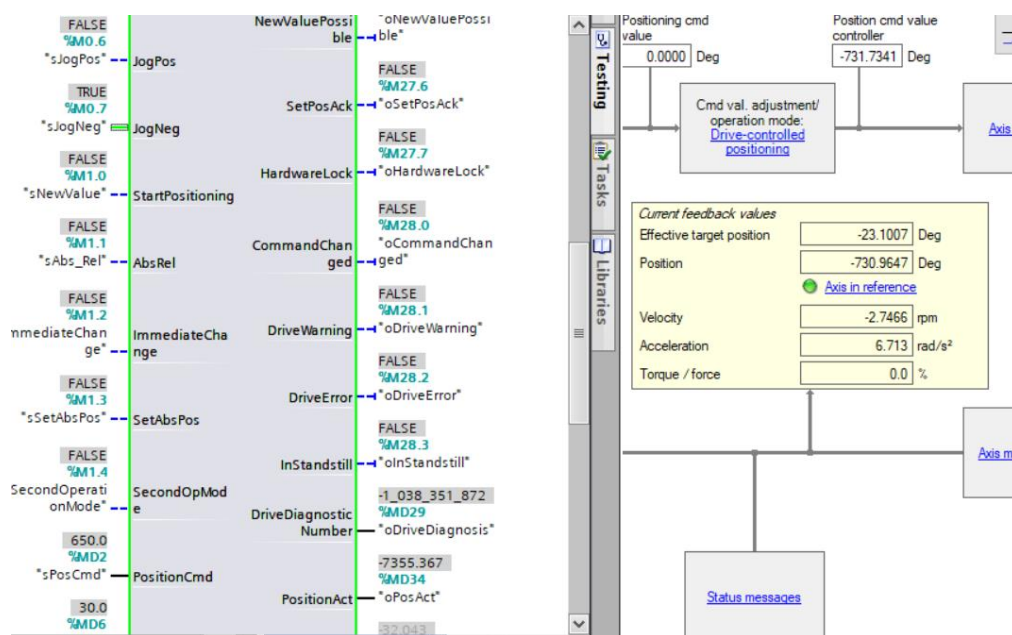 FALSE
%M0.6
"sJogPos"
JogPos
TRUE
%M0.7
"sJogNeg"
JogNeg
FALSE
%M1.0
"sNewValue"
StartPositioning
FALSE
%M1.1
"sAbs_Rel"
AbsRel
FALSE
%M1.2
mmediateChan
ge"
ImmediateCha
nge
FALSE
%M1.3
"sSetAbsPos"
SetAbsPos
FALSE
%M1.4
SecondOperati
onMode"
SecondOpMod
e
650.0
%MD2
"sPosCmd"
PositionCmd
30.0
%MD6
NewValuePossi
ble
"oNewValuePossi
ble"
FALSE
%M27.6
SetPosAck
"oSetPosAck"
FALSE
%M27.7
HardwareLock
"oHardwareLock"
FALSE
%M28.0
CommandChan
ged
"oCommandChan
ged"
FALSE
%M28.1
DriveWarning
"oDriveWarning"
FALSE
%M28.2
DriveError
"oDriveError"
FALSE
%M28.3
InStandstill
"oInStandstill"
-1_038_351_872
%MD29
DriveDiagnostic
Number
"oDriveDiagnosis"
-7355.367
%MD34
PositionAct
"oPosAct"
-32.043
Testing
Tasks
Libraries
Positioning cmd
value
0.0000 Deg
Position cmd value
controller
-731.7341 Deg
Cmd val. adjustment/
operation mode:
Drive-controlled
positioning
Axis
Current feedback values
Effective target position -23.1007 Deg
Position -730.9647 Deg
Axis in reference
Velocity -2.7466 rpm
Acceleration 6.713 rad/s²
Torque / force 0.0 %
Axis m
Status messages